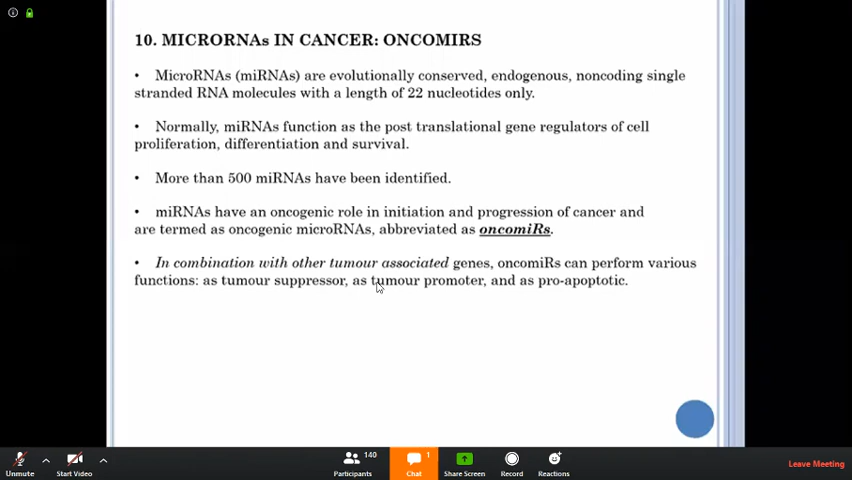 10. MICRORNAs IN CANCER: ONCOMIRS
• MicroRNAs (miRNAs) are evolutionally conserved, endogenous, noncoding single
stranded RNA molecules with a length of 22 nucleotides only.
• Normally, miRNAs function as the post translational gene regulators of cell
proliferation, differentiation and survival.
• More than 500 miRNAs have been identified.
• miRNAs have an oncogenic role in initiation and progression of cancer and
are termed as oncogenic microRNAs, abbreviated as oncomiRs.
• In combination with other tumour associated genes, oncomiRs can perform various
functions: as tumour suppressor, as tumour promoter, and as pro-apoptotic.
Unmute
Start Video
Participants 140
Chat 1
Share Screen
Record
Reactions
Leave Meeting